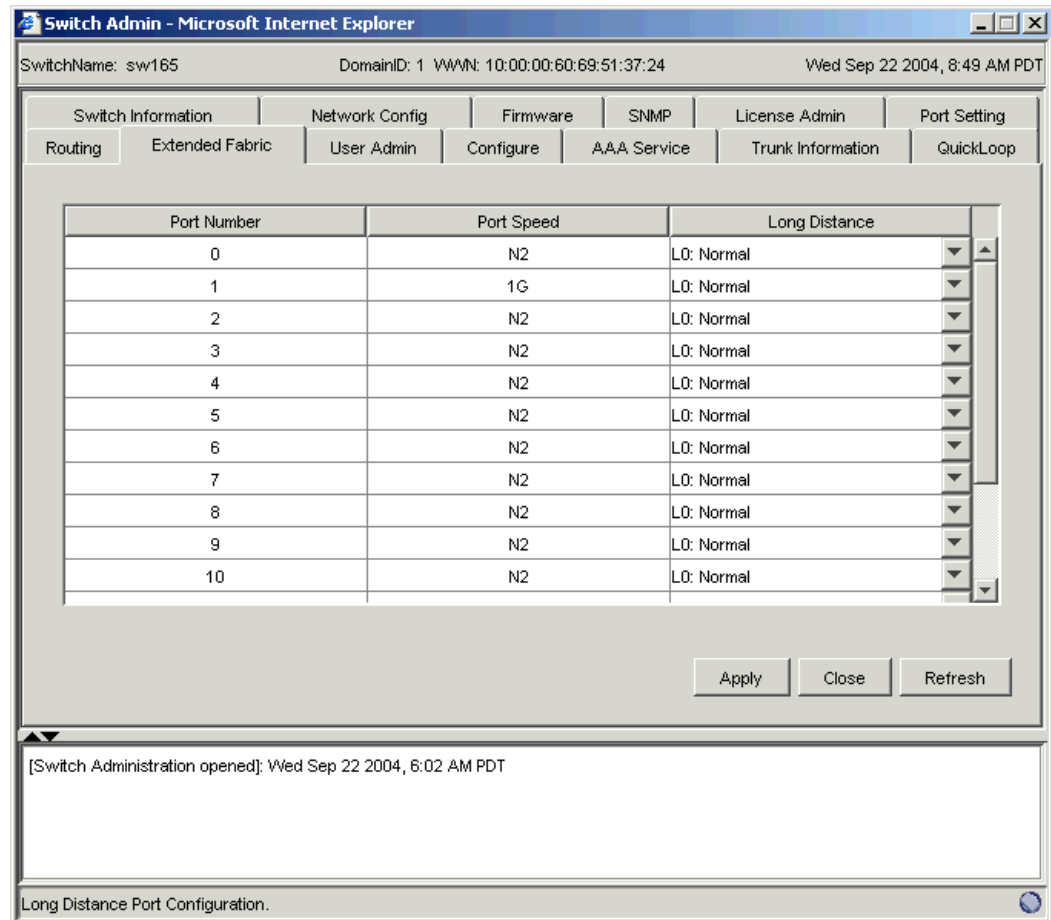 Switch Admin - Microsoft Internet Explorer
SwitchName: sw165 DomainID: 1 WWN: 10:00:00:60:69:51:37:24 Wed Sep 22 2004, 8:49 AM PDT
Switch Information Network Config Firmware SNMP License Admin Port Setting
Routing Extended Fabric User Admin Configure AAA Service Trunk Information QuickLoop
Port Number Port Speed Long Distance
0 N2 L0: Normal
1 1G L0: Normal
2 N2 L0: Normal
3 N2 L0: Normal
4 N2 L0: Normal
5 N2 L0: Normal
6 N2 L0: Normal
7 N2 L0: Normal
8 N2 L0: Normal
9 N2 L0: Normal
10 N2 L0: Normal
Apply Close Refresh
[Switch Administration opened]: Wed Sep 22 2004, 6:02 AM PDT
Long Distance Port Configuration.